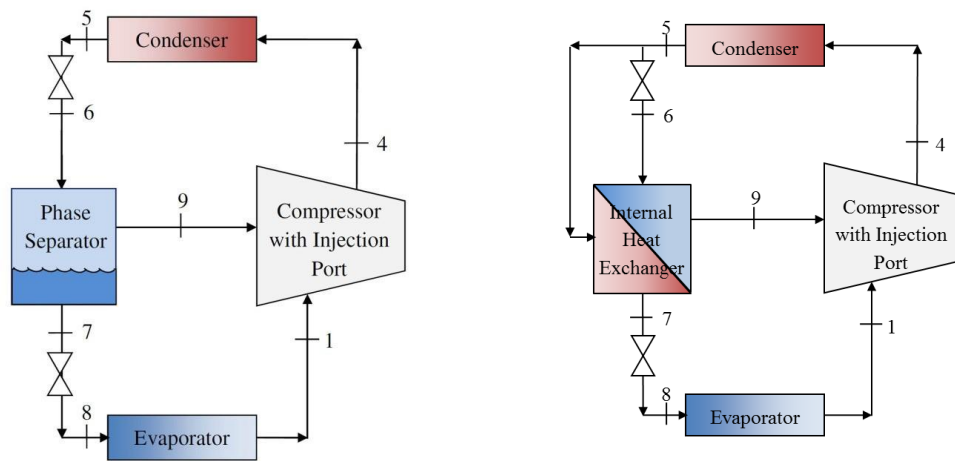 5
Condenser
6
4
Phase
Separator
9
Compressor
with Injection
Port
7
1
8
Evaporator
5
Condenser
6
4
Internal
Heat
Exchanger
9
Compressor
with Injection
Port
7
1
8
Evaporator